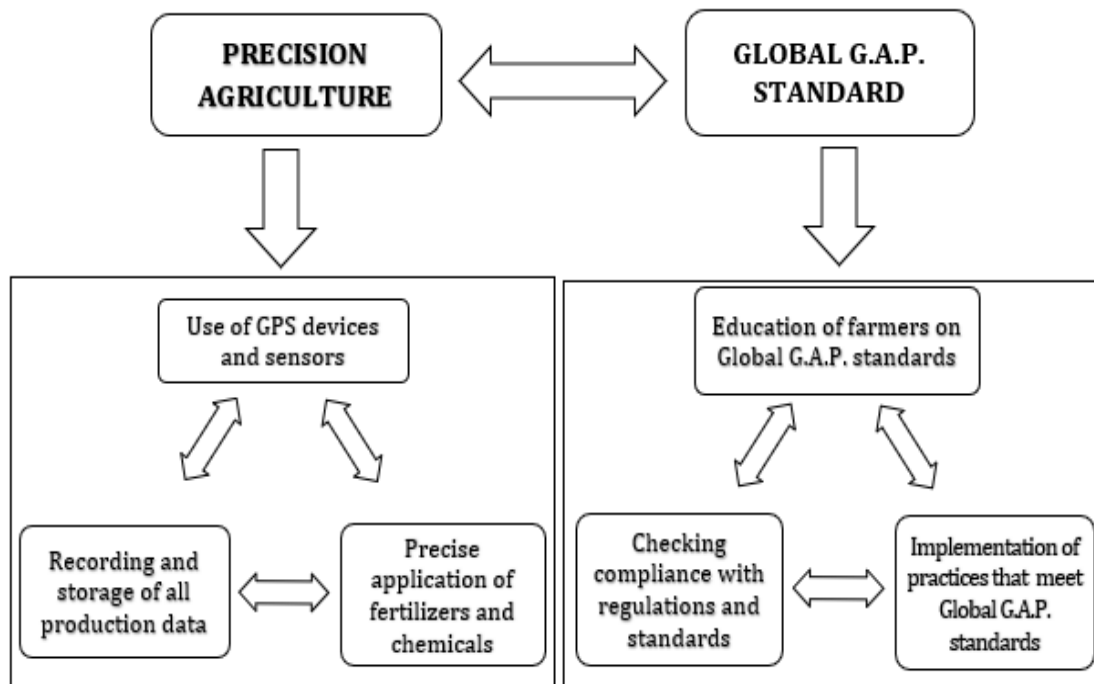 PRECISION
AGRICULTURE
GLOBAL G.A.P.
STANDARD
Use of GPS devices
and sensors
Recording and
storage of all
production data
Precise
application of
fertilizers and
chemicals
Education of farmers on
Global G.A.P. standards
Checking
compliance with
regulations and
standards
Implementation of
practices that meet
Global G.A.P.
standards